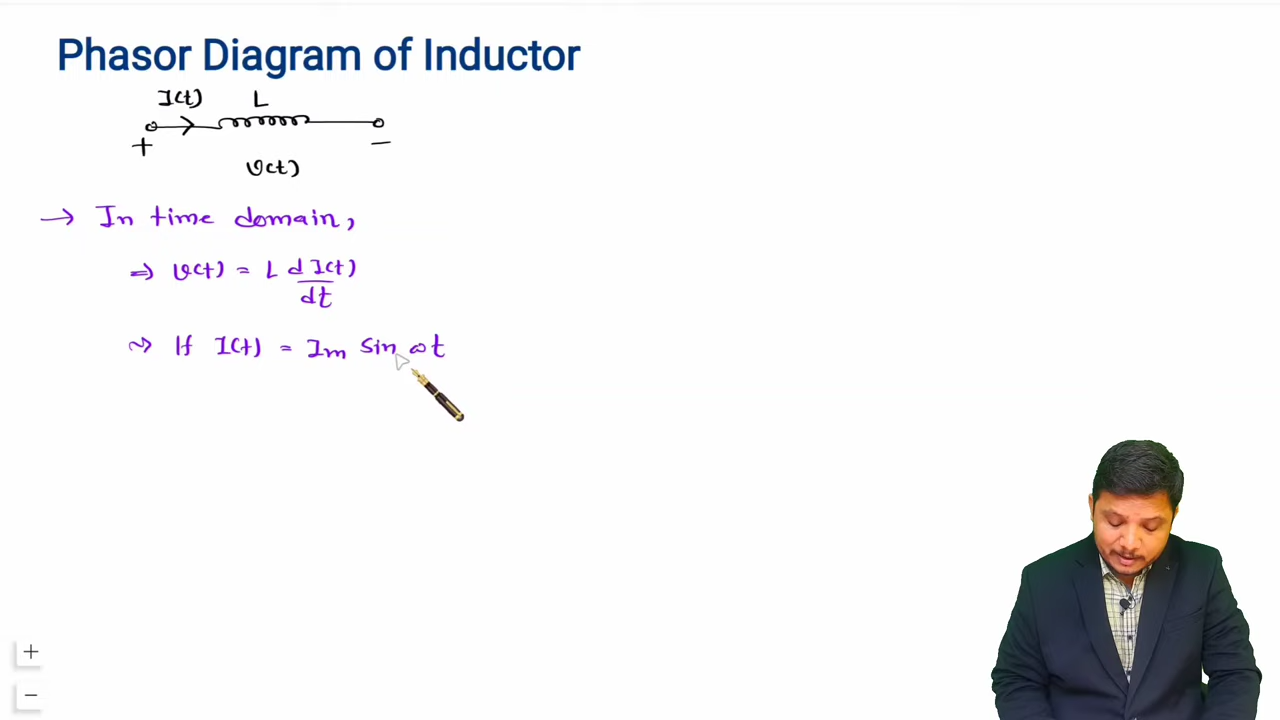 Phasor Diagram of Inductor
I(t) L
+ −
v(t)
→ In time domain,
⇒ v(t) = L dI(t)/dt
⇒ If I(t) = Im sin ωt
+
−